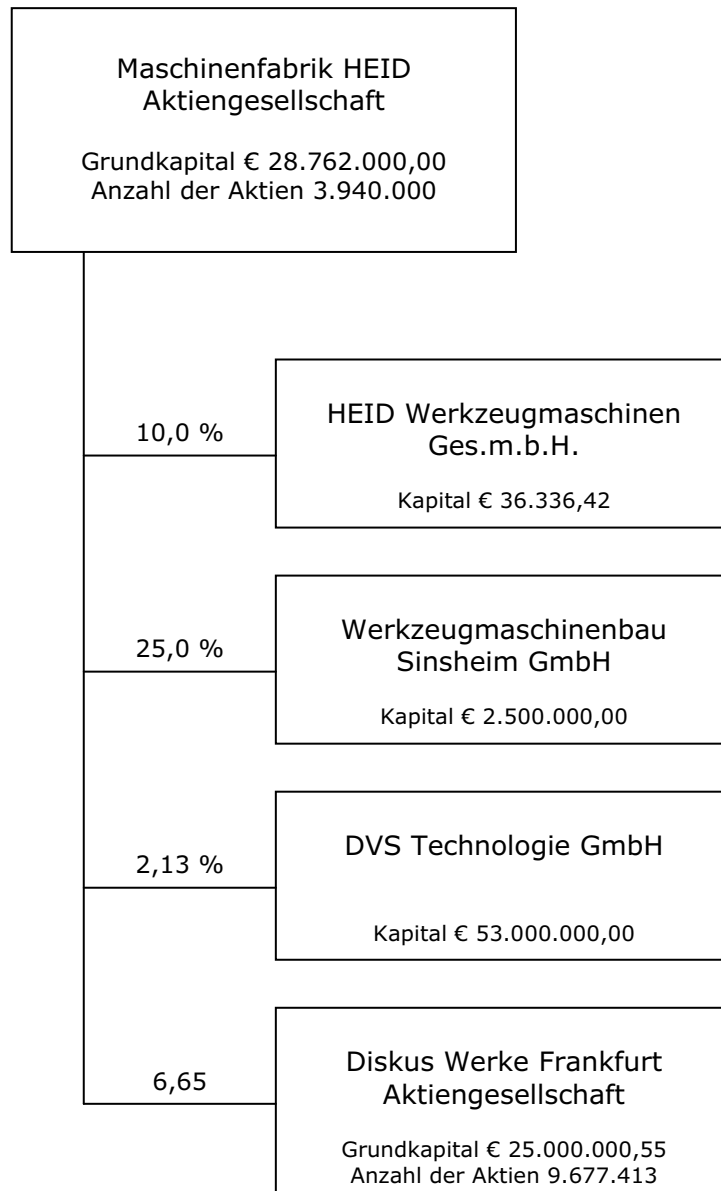 Maschinenfabrik HEID
Aktiengesellschaft
Grundkapital € 28.762.000,00
Anzahl der Aktien 3.940.000
10,0 %
HEID Werkzeugmaschinen
Ges.m.b.H.
Kapital € 36.336,42
25,0 %
Werkzeugmaschinenbau
Sinsheim GmbH
Kapital € 2.500.000,00
2,13 %
DVS Technologie GmbH
Kapital € 53.000.000,00
6,65
Diskus Werke Frankfurt
Aktiengesellschaft
Grundkapital € 25.000.000,55
Anzahl der Aktien 9.677.413